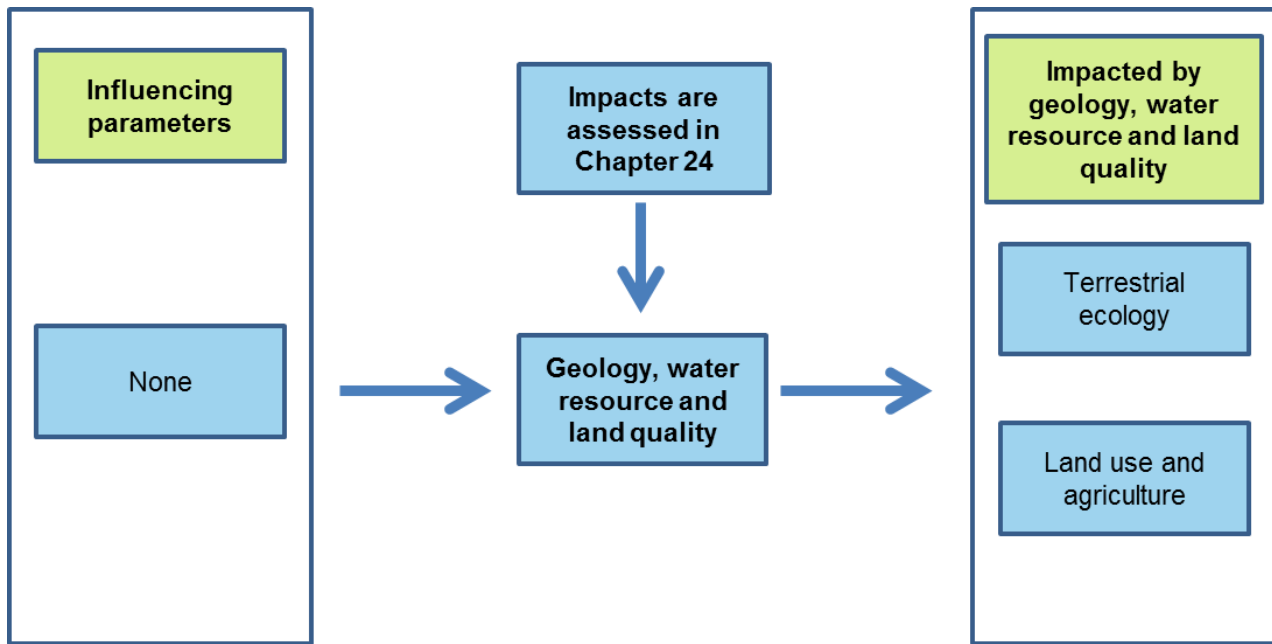 Influencing
parameters
None
Impacts are
assessed in
Chapter 24
Geology, water
resource and
land quality
Impacted by
geology, water
resource and land
quality
Terrestrial
ecology
Land use and
agriculture